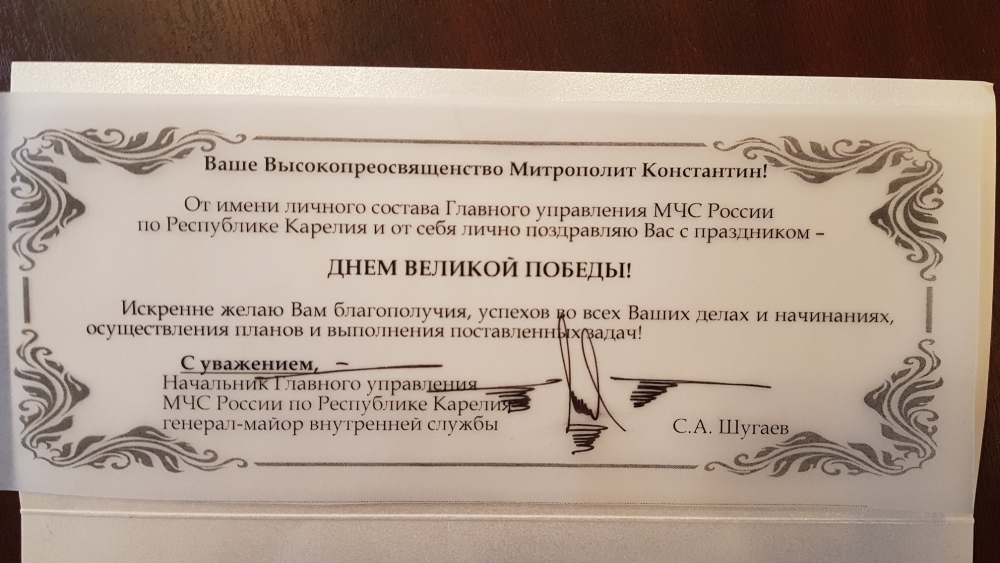 Ваше Высокопреосвященство Митрополит Константин!
От имени личного состава Главного управления МЧС России
по Республике Карелия и от себя лично поздравляю Вас с праздником –
ДНЕМ ВЕЛИКОЙ ПОБЕДЫ!
Искренне желаю Вам благополучия, успехов во всех Ваших делах и начинаниях,
осуществления планов и выполнения поставленных задач!
С уважением,
Начальник Главного управления
МЧС России по Республике Карелия
генерал-майор внутренней службы
С.А. Шугаев